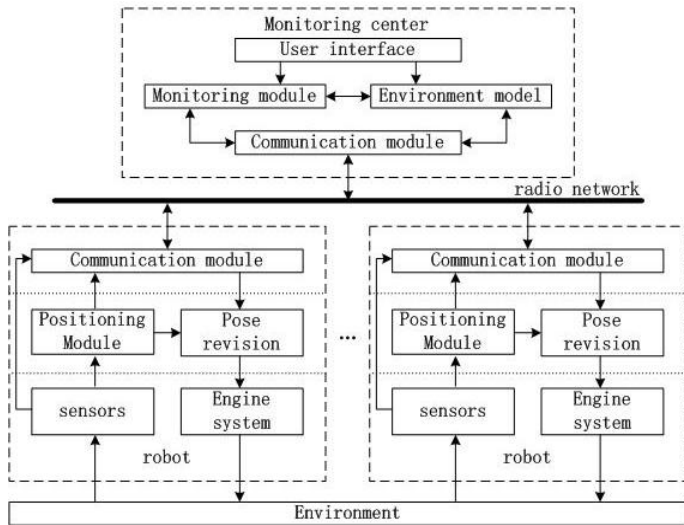 Monitoring center
User interface
Monitoring module
Environment model
Communication module
radio network
Communication module
Positioning
Module
Pose
revision
sensors
Engine
system
robot
...
Communication module
Positioning
Module
Pose
revision
sensors
Engine
system
robot
Environment